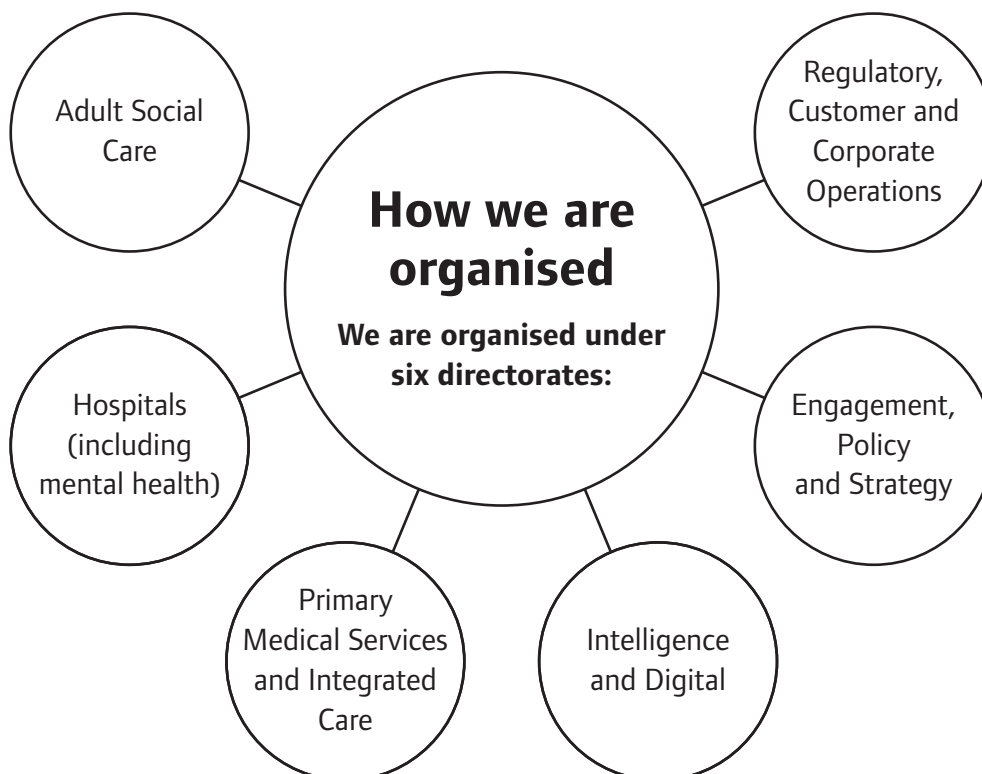 How we are
organised
We are organised under
six directorates:
Adult Social
Care
Hospitals
(including
mental health)
Primary
Medical Services
and Integrated
Care
Intelligence
and Digital
Engagement,
Policy
and Strategy
Regulatory,
Customer and
Corporate
Operations